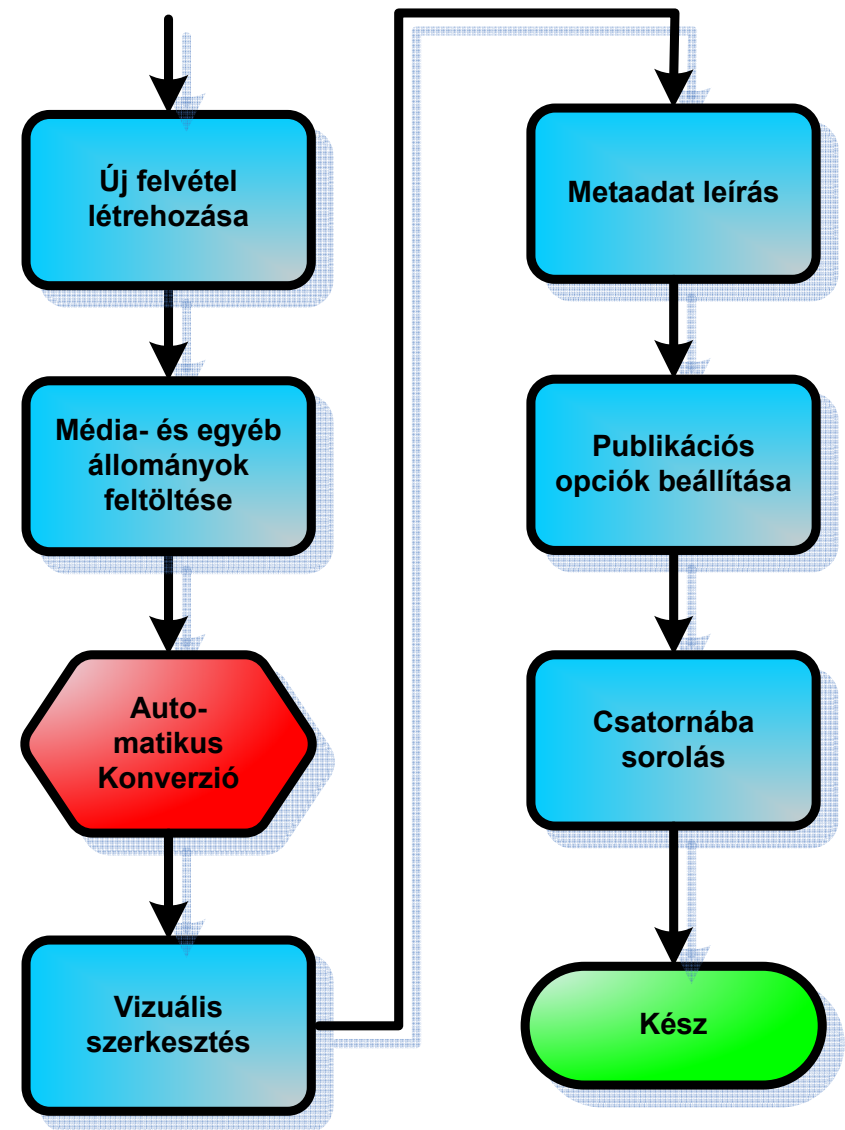 Új felvétel
létrehozása
Média- és egyéb
állományok
feltöltése
Auto-
matikus
Konverzió
Vizuális
szerkesztés
Metaadat leírás
Publikációs
opciók beállítása
Csatornába
sorolás
Kész